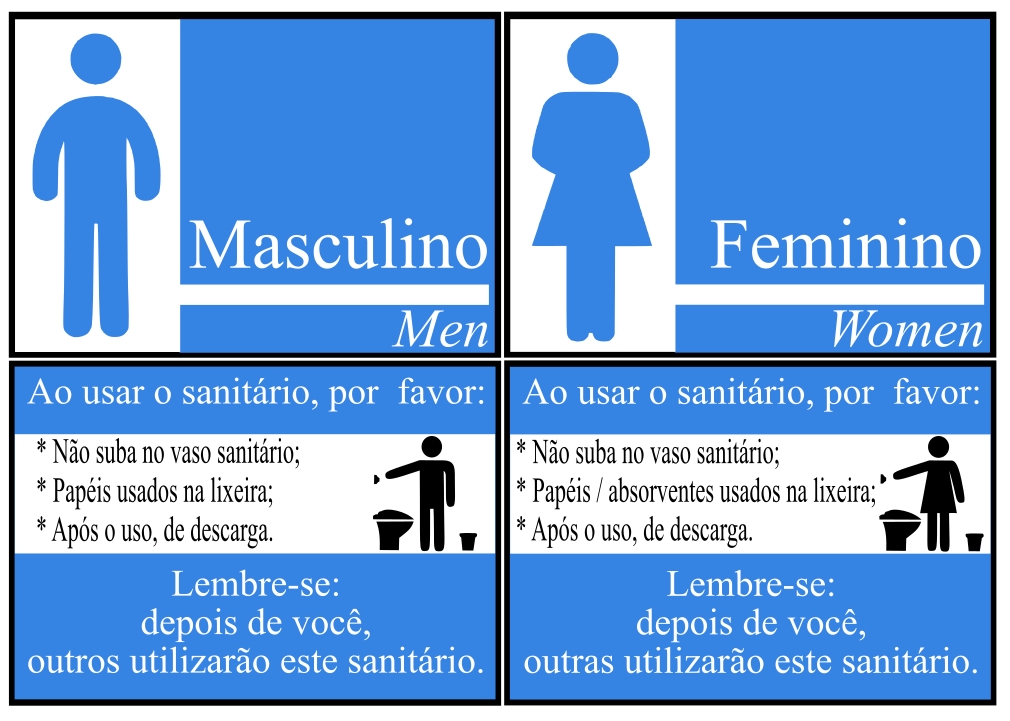 Masculino
Men
Feminino
Women
Ao usar o sanitário, por favor:
* Não suba no vaso sanitário;
* Papéis usados na lixeira;
* Após o uso, de descarga.
Lembre-se:
depois de você,
outros utilizarão este sanitário.
Ao usar o sanitário, por favor:
* Não suba no vaso sanitário;
* Papéis / absorventes usados na lixeira;
* Após o uso, de descarga.
Lembre-se:
depois de você,
outras utilizarão este sanitário.